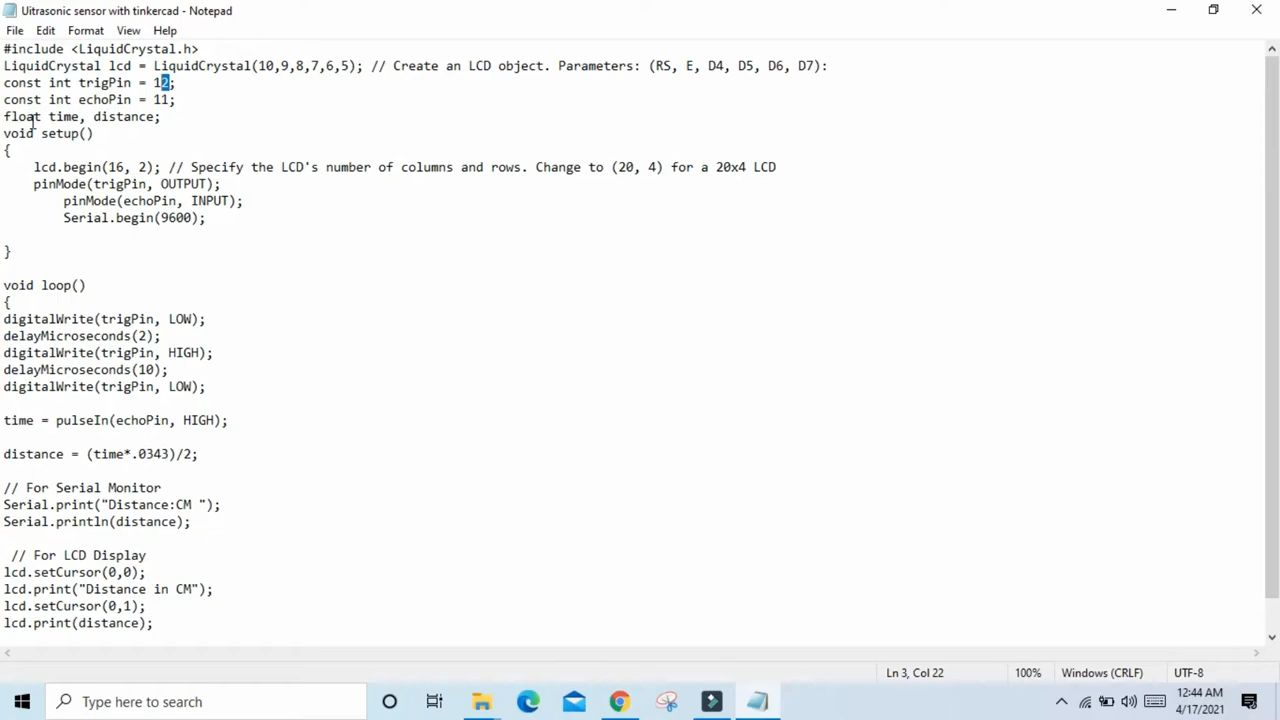 Uitrasonic sensor with tinkercad - Notepad
File Edit Format View Help
#include <LiquidCrystal.h>
LiquidCrystal lcd = LiquidCrystal(10,9,8,7,6,5); // Create an LCD object. Parameters: (RS, E, D4, D5, D6, D7):
const int trigPin = 12;
const int echoPin = 11;
float time, distance;
void setup()
{
lcd.begin(16, 2); // Specify the LCD's number of columns and rows. Change to (20, 4) for a 20x4 LCD
pinMode(trigPin, OUTPUT);
pinMode(echoPin, INPUT);
Serial.begin(9600);
}
void loop()
{
digitalWrite(trigPin, LOW);
delayMicroseconds(2);
digitalWrite(trigPin, HIGH);
delayMicroseconds(10);
digitalWrite(trigPin, LOW);
time = pulseIn(echoPin, HIGH);
distance = (time*.0343)/2;
// For Serial Monitor
Serial.print("Distance:CM ");
Serial.println(distance);
// For LCD Display
lcd.setCursor(0,0);
lcd.print("Distance in CM");
lcd.setCursor(0,1);
lcd.print(distance);
Ln 3, Col 22 100% Windows (CRLF) UTF-8
Type here to search
12:44 AM
4/17/2021